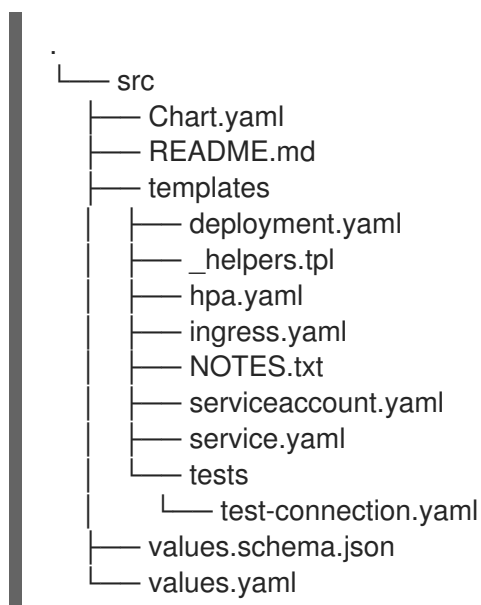 .
└── src
    ├── Chart.yaml
    ├── README.md
    ├── templates
    │   ├── deployment.yaml
    │   ├── _helpers.tpl
    │   ├── hpa.yaml
    │   ├── ingress.yaml
    │   ├── NOTES.txt
    │   ├── serviceaccount.yaml
    │   ├── service.yaml
    │   └── tests
    │       └── test-connection.yaml
    ├── values.schema.json
    └── values.yaml